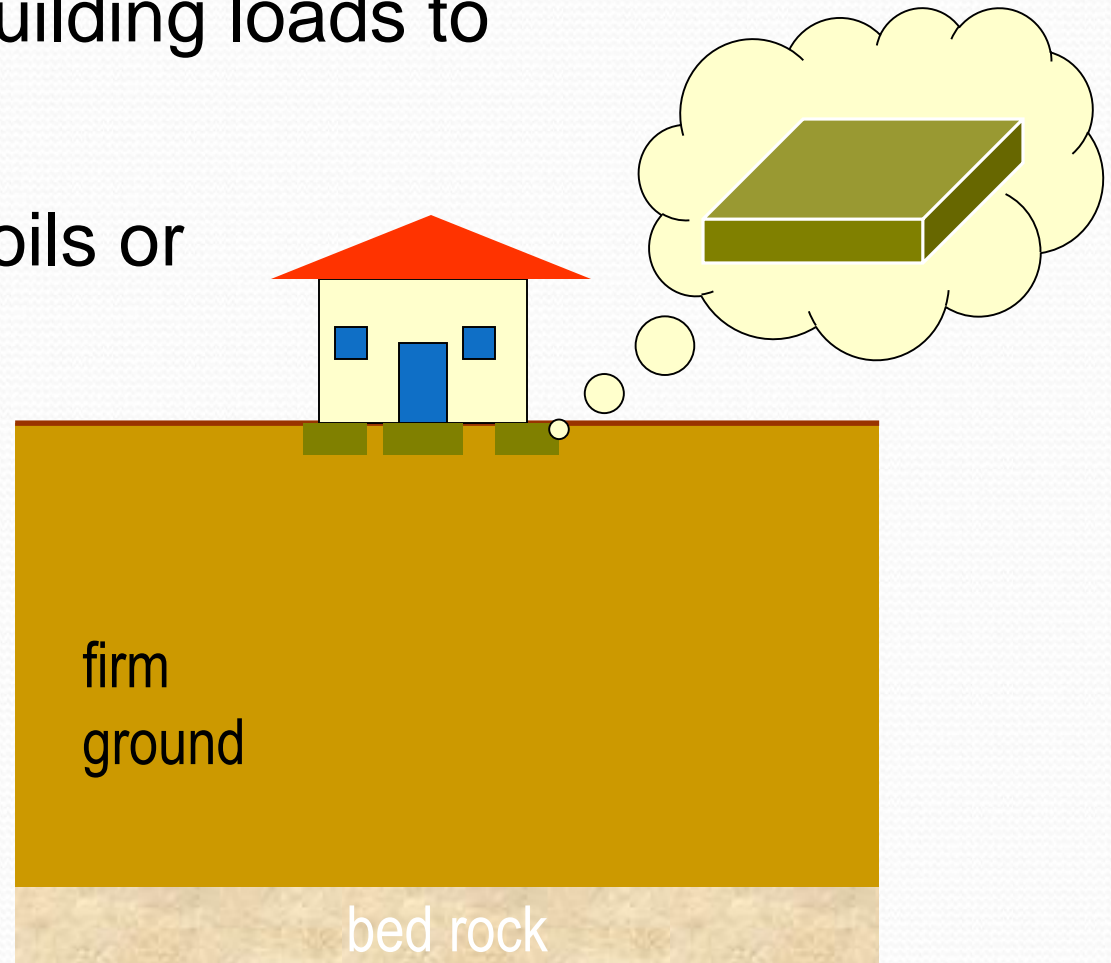 uilding loads to
oils or
firm
ground
bed rock